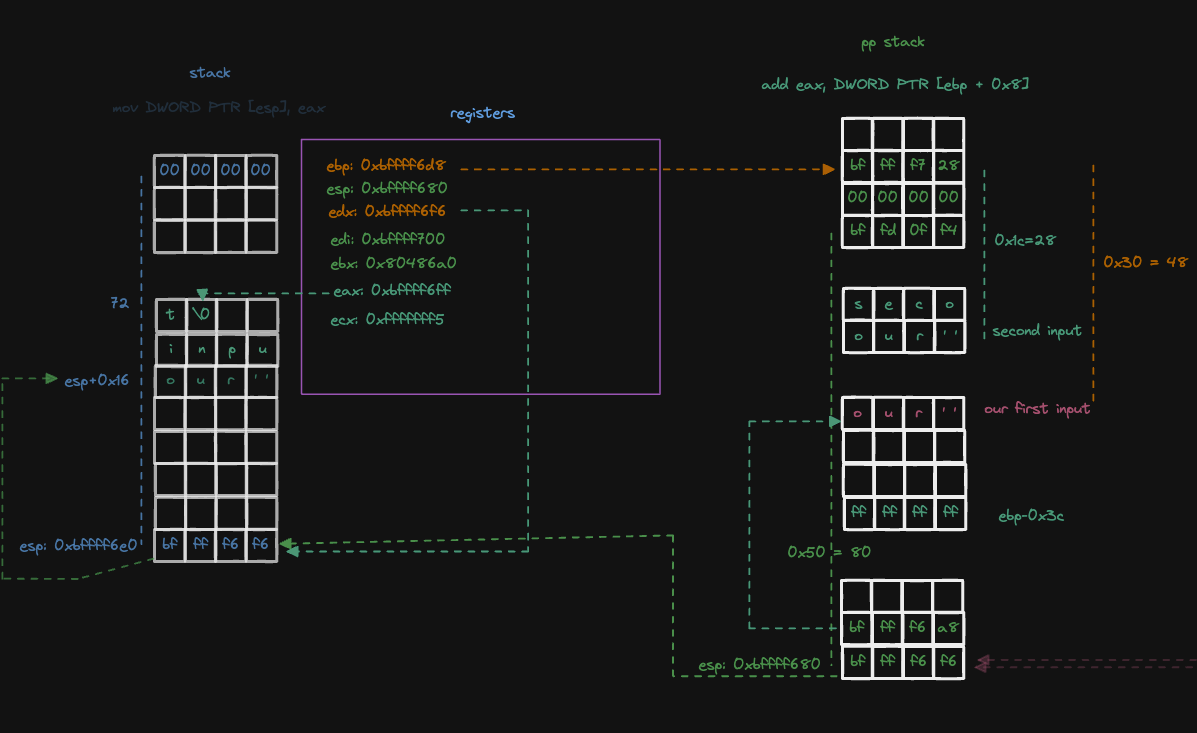 stack
mov DWORD PTR [esp], eax
00 00 00 00
72
t \0
i n p u
esp+0x16
o u r ' '
esp: 0xbffff6e0
bf ff f6 f6
registers
ebp: 0xbffff6d8
esp: 0xbffff680
edx: 0xbffff6f6
edi: 0xbffff700
ebx: 0x80486a0
eax: 0xbffff6ff
ecx: 0xfffffff5
pp stack
add eax, DWORD PTR [ebp + 0x8]
bf ff f7 28
00 00 00 00
bf fd 0f f4
0x1c=28
0x30 = 48
s e c o
o u r ' '
second input
o u r ' '
our first input
ff ff ff ff
ebp-0x3c
0x50 = 80
bf ff f6 a8
esp: 0xbffff680
bf ff f6 f6